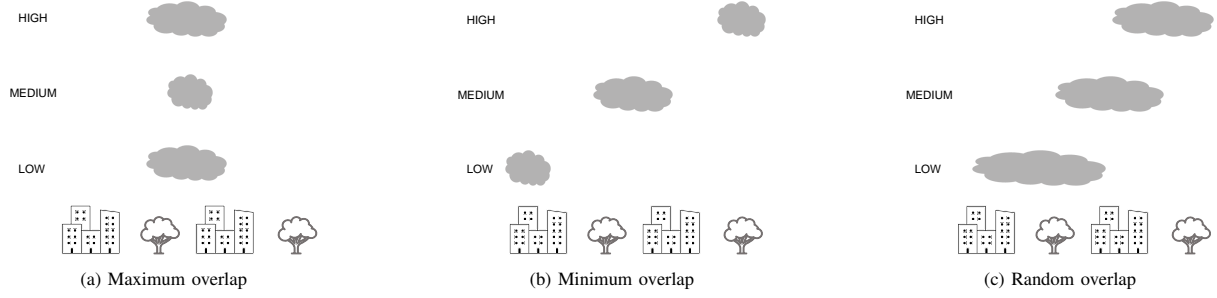 HIGH
MEDIUM
LOW
(a) Maximum overlap
HIGH
MEDIUM
LOW
(b) Minimum overlap
HIGH
MEDIUM
LOW
(c) Random overlap